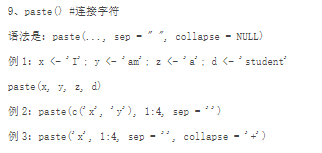 9、paste() #连接字符
语法是：paste(..., sep = " ", collapse = NULL)
例 1：x <- 'I'; y <- 'am'; z <- 'a'; d <- 'student'
paste(x, y, z, d)
例 2：paste(c('x', 'y'), 1:4, sep = '')
例 3：paste('x', 1:4, sep = '', collapse = '+')